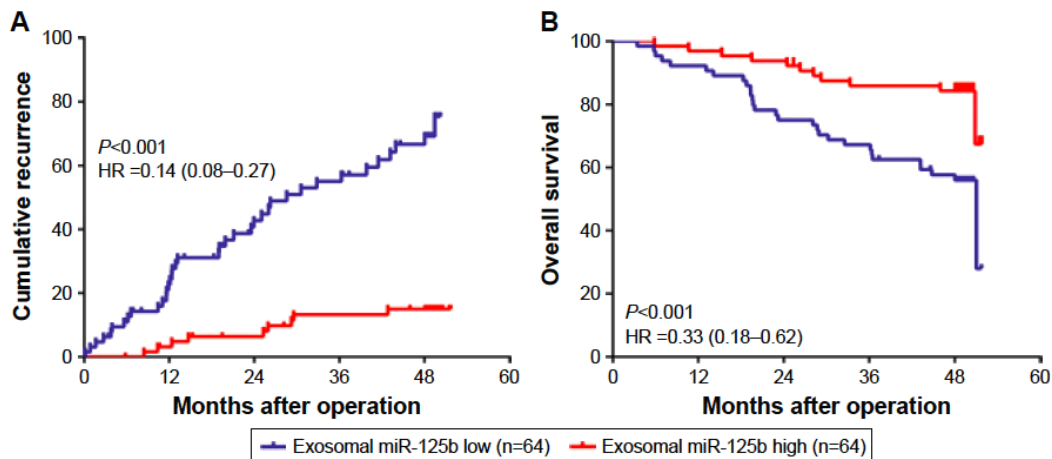 A
Cumulative recurrence
100
80
60
40
20
0
P<0.001
HR =0.14 (0.08–0.27)
0 12 24 36 48 60
Months after operation
B
Overall survival
100
80
60
40
20
0
P<0.001
HR =0.33 (0.18–0.62)
0 12 24 36 48 60
Months after operation
Exosomal miR-125b low (n=64) Exosomal miR-125b high (n=64)